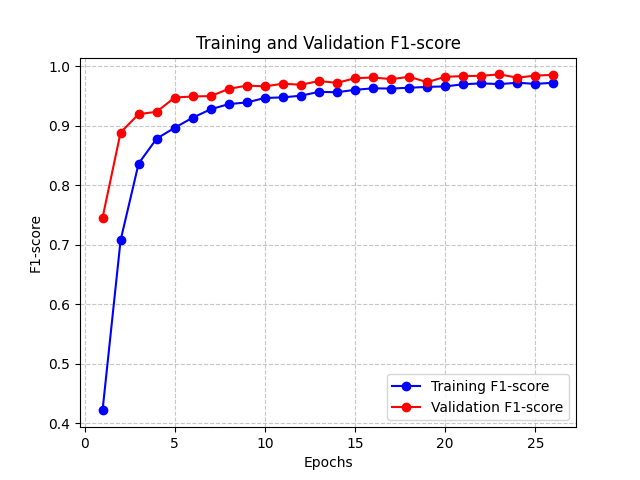 Training and Validation F1-score
F1-score
1.0
0.9
0.8
0.7
0.6
0.5
0.4
0
5
10
15
20
25
Epochs
Training F1-score
Validation F1-score